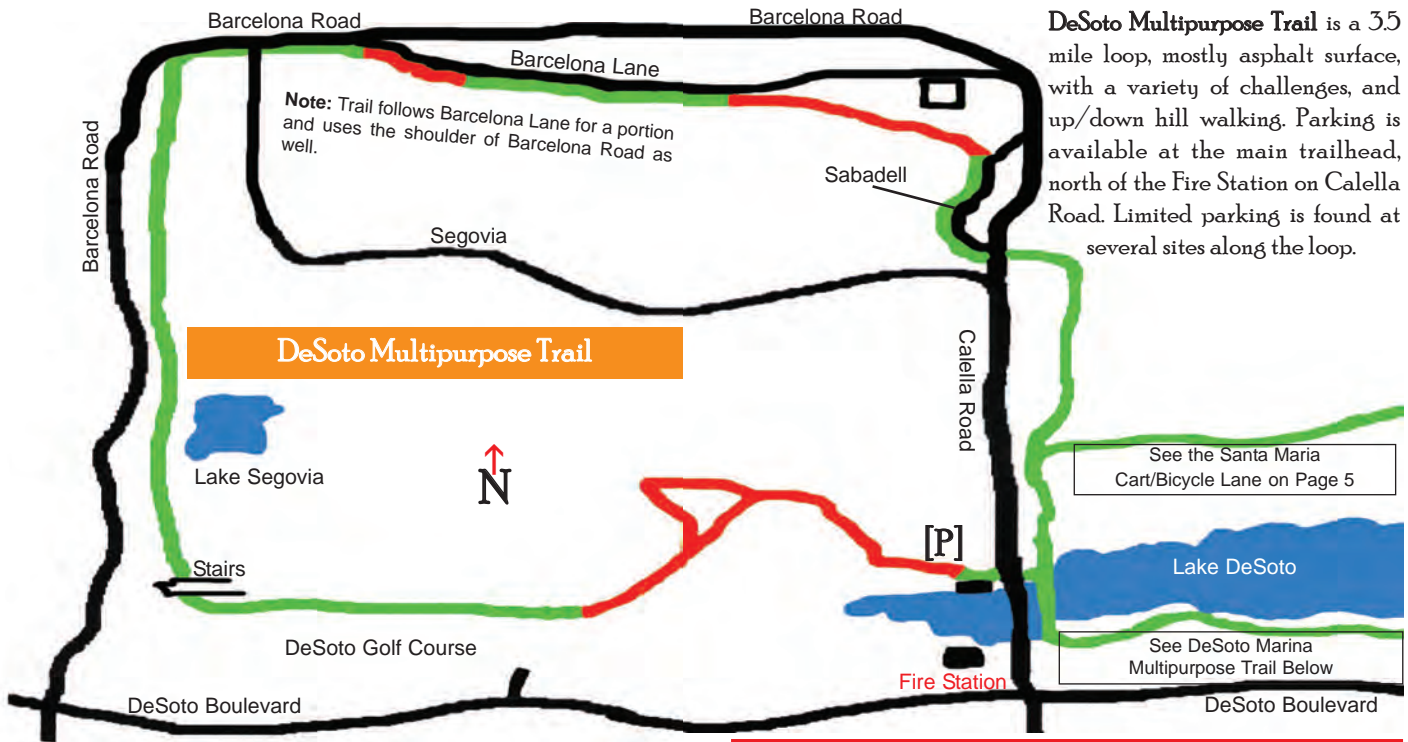 Barcelona Road
Barcelona Road
DeSoto Multipurpose Trail is a 3.5
mile loop, mostly asphalt surface,
with a variety of challenges, and
up/down hill walking. Parking is
available at the main trailhead,
north of the Fire Station on Calella
Road. Limited parking is found at
several sites along the loop.
Barcelona Lane
Note: Trail follows Barcelona Lane for a portion
and uses the shoulder of Barcelona Road as
well.
Barcelona Road
Sabadell
Segovia
DeSoto Multipurpose Trail
Calella Road
Lake Segovia
N
See the Santa Maria
Cart/Bicycle Lane on Page 5
[P]
Stairs
Lake DeSoto
DeSoto Golf Course
See DeSoto Marina
Multipurpose Trail Below
Fire Station
DeSoto Boulevard
DeSoto Boulevard